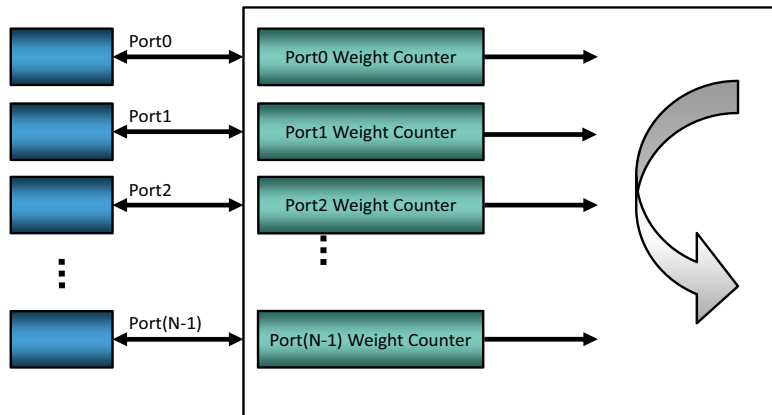 Port0
Port0 Weight Counter
Port1
Port1 Weight Counter
Port2
Port2 Weight Counter
Port(N-1)
Port(N-1) Weight Counter